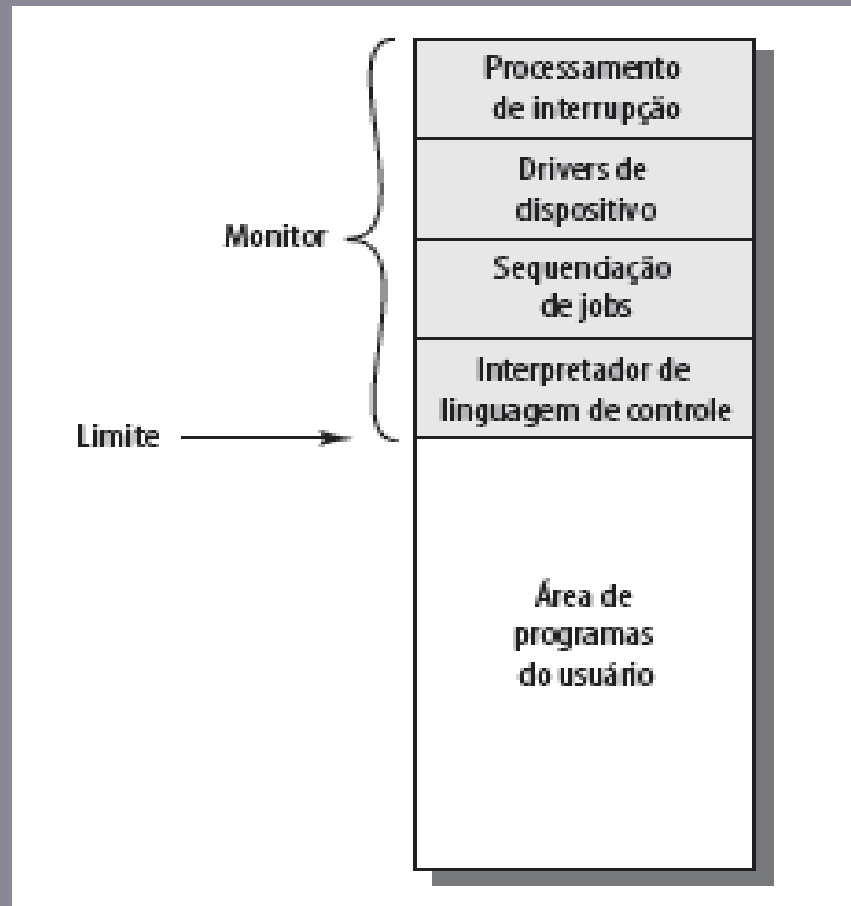 Processamento
de interrupção
Drivers de
dispositivo
Monitor
Sequenciação
de jobs
Interpretador de
linguagem de controle
Limite
Área de
programas
do usuário